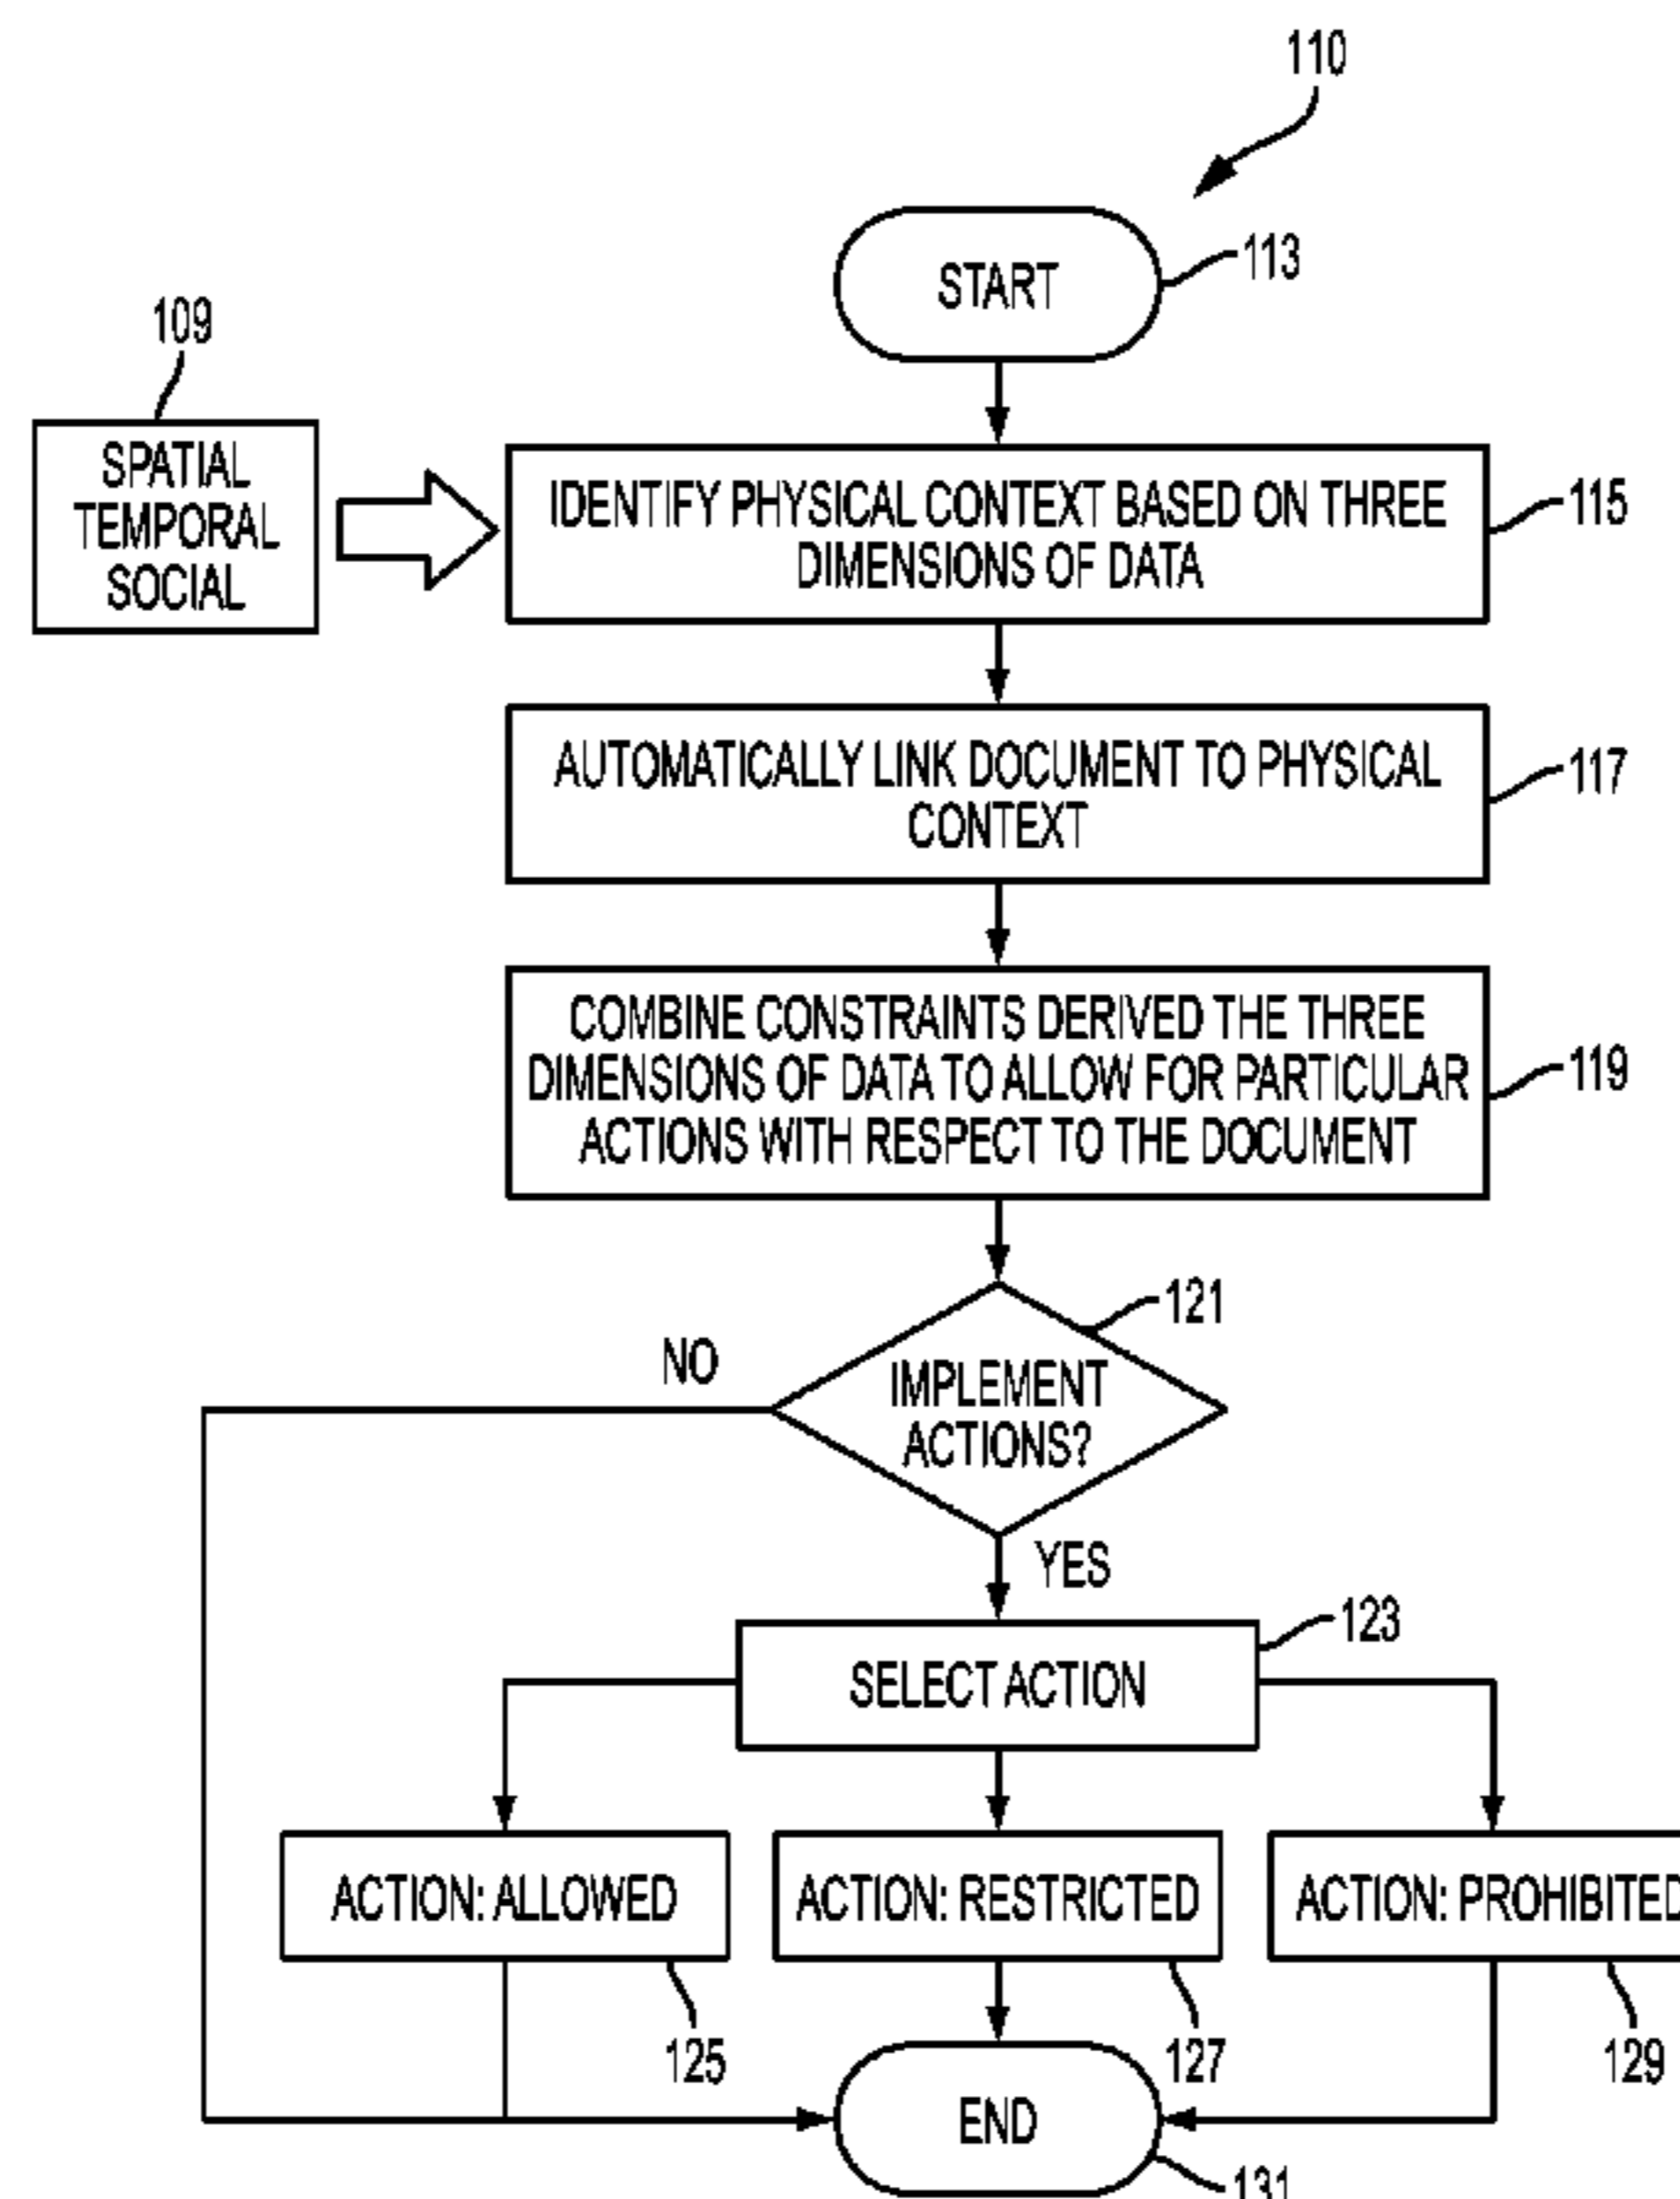 110
START
113
109
SPATIAL
TEMPORAL
SOCIAL
IDENTIFY PHYSICAL CONTEXT BASED ON THREE
DIMENSIONS OF DATA
115
AUTOMATICALLY LINK DOCUMENT TO PHYSICAL
CONTEXT
117
COMBINE CONSTRAINTS DERIVED THE THREE
DIMENSIONS OF DATA TO ALLOW FOR PARTICULAR
ACTIONS WITH RESPECT TO THE DOCUMENT
119
121
NO
IMPLEMENT
ACTIONS?
YES
123
SELECT ACTION
ACTION: ALLOWED
ACTION: RESTRICTED
ACTION: PROHIBITED
125
127
129
END
131